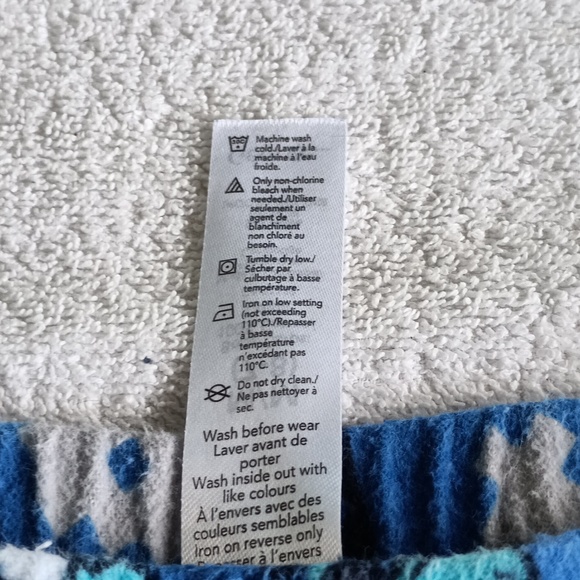 Machine wash
cold./Laver à la
machine à l'eau
froide.
Only non-chlorine
bleach when
needed./Utiliser
seulement un
agent de
blanchiment
non chloré au
besoin.
Tumble dry low./
Sécher par
culbutage à basse
température.
Iron on low setting
(not exceeding
110°C)./Repasser
à basse
température
n'excédant pas
110°C.
Do not dry clean./
Ne pas nettoyer à
sec.
Wash before wear
Laver avant de
porter
Wash inside out with
like colours
À l'envers avec des
couleurs semblables
Iron on reverse only
à l'envers